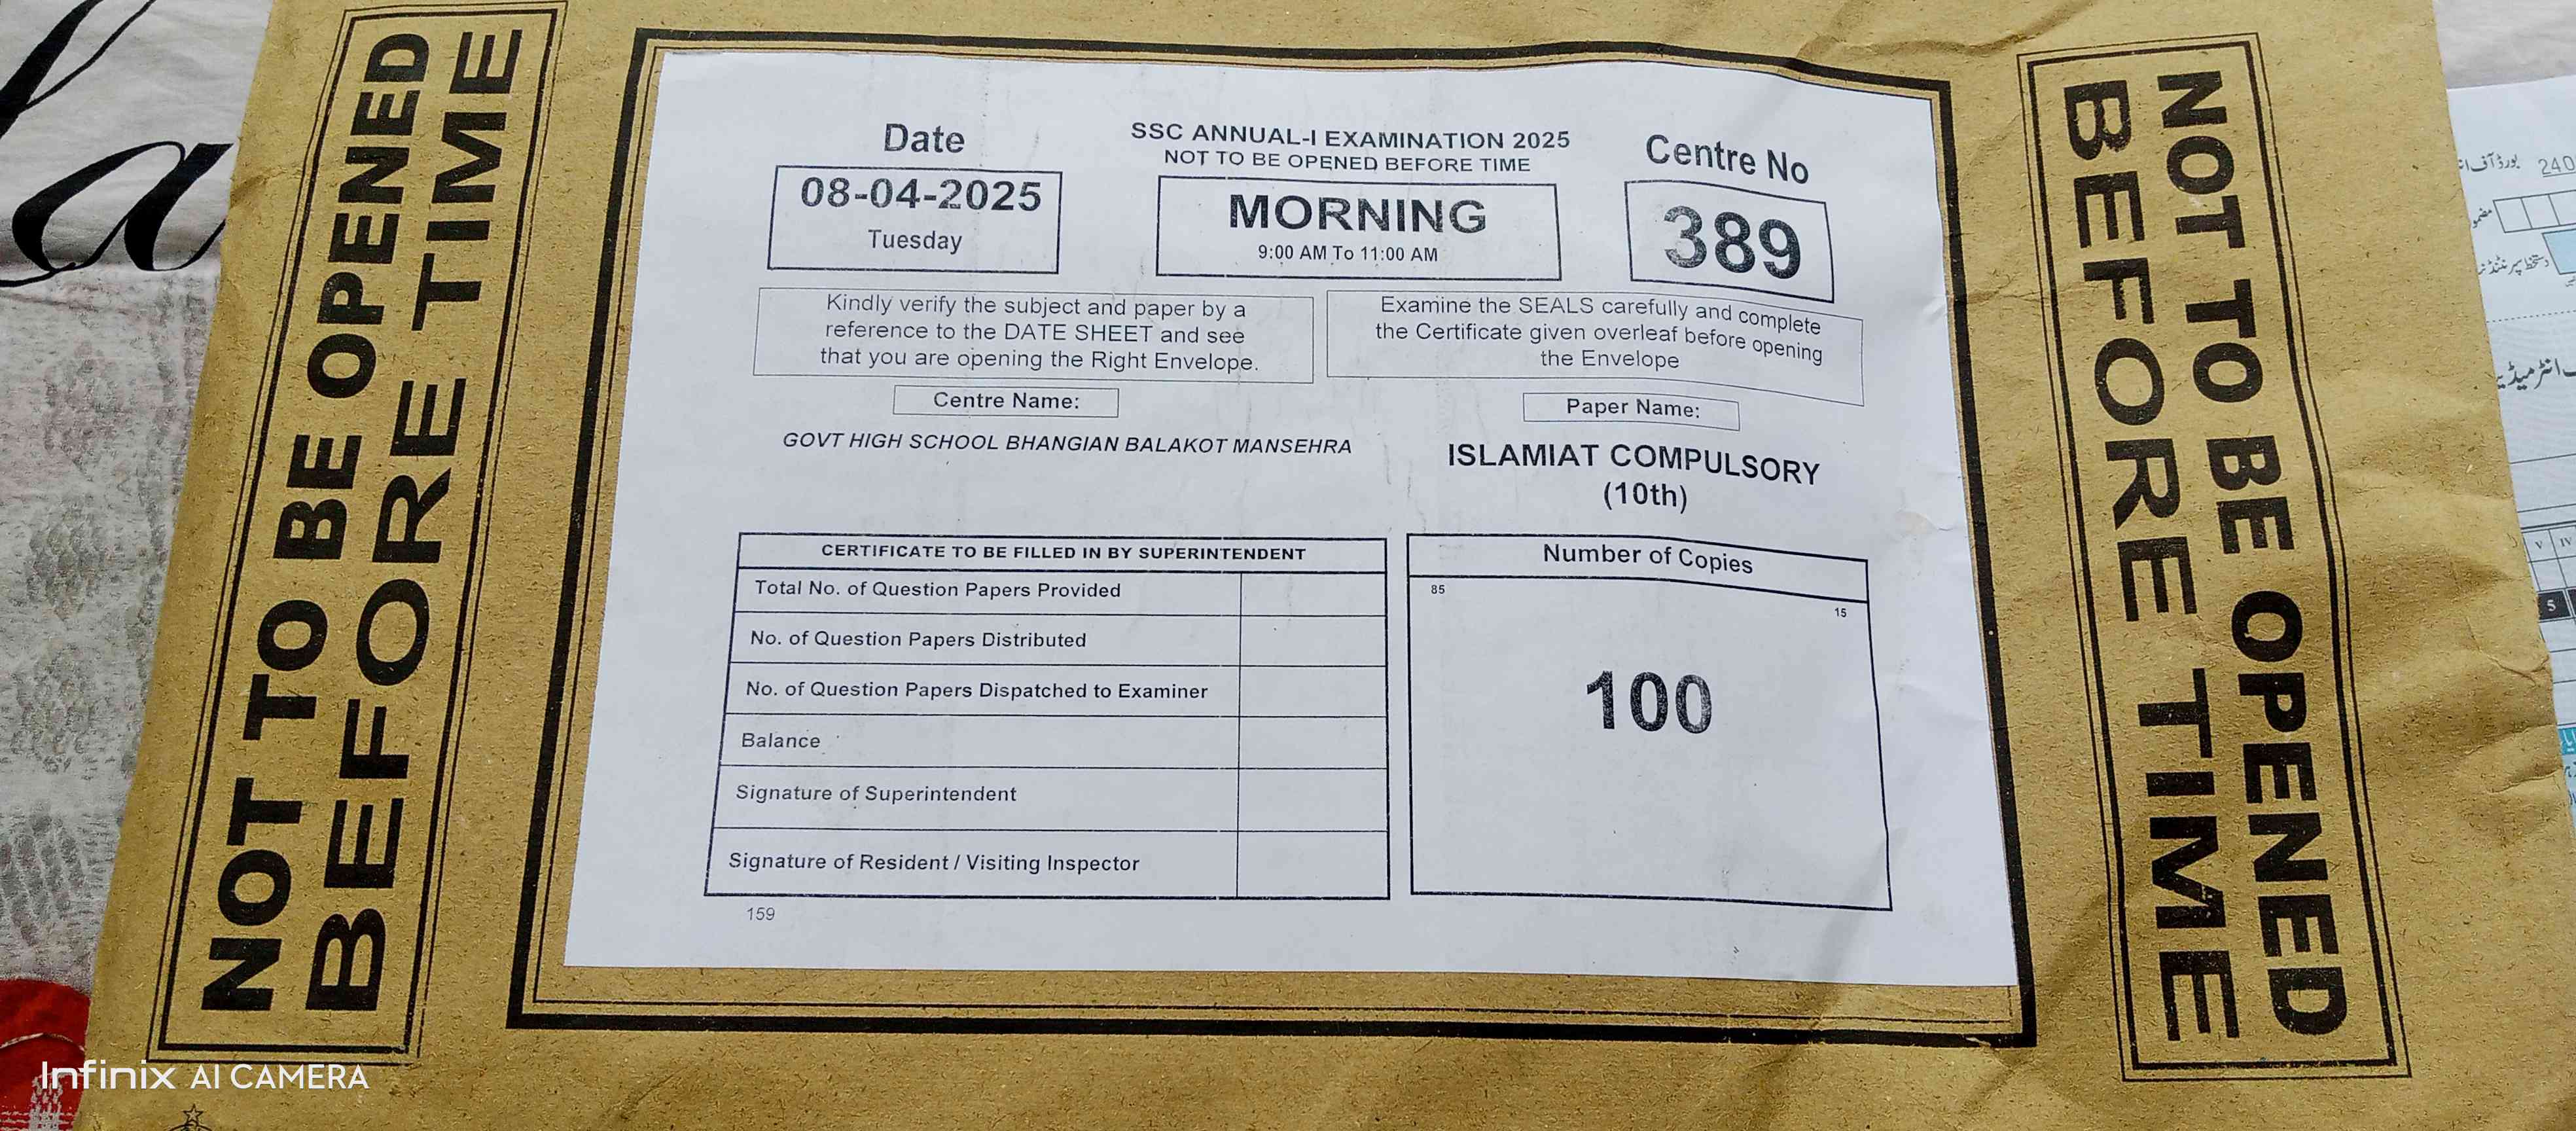 la
NOT TO BE OPENED
BEFORE TIME
Date
08-04-2025
Tuesday
SSC ANNUAL-I EXAMINATION 2025
NOT TO BE OPENED BEFORE TIME
MORNING
9:00 AM To 11:00 AM
Centre No
389
Kindly verify the subject and paper by a
reference to the DATE SHEET and see
that you are opening the Right Envelope.
Examine the SEALS carefully and complete
the Certificate given overleaf before opening
the Envelope
Centre Name:
GOVT HIGH SCHOOL BHANGIAN BALAKOT MANSEHRA
Paper Name:
ISLAMIAT COMPULSORY
(10th)
CERTIFICATE TO BE FILLED IN BY SUPERINTENDENT
Total No. of Question Papers Provided
No. of Question Papers Distributed
No. of Question Papers Dispatched to Examiner
Balance
Signature of Superintendent
Signature of Resident / Visiting Inspector
159
Number of Copies
85
15
100
NOT TO BE OPENED
BEFORE TIME
240
بورڈ آف
V IV
5
Infinix AI CAMERA